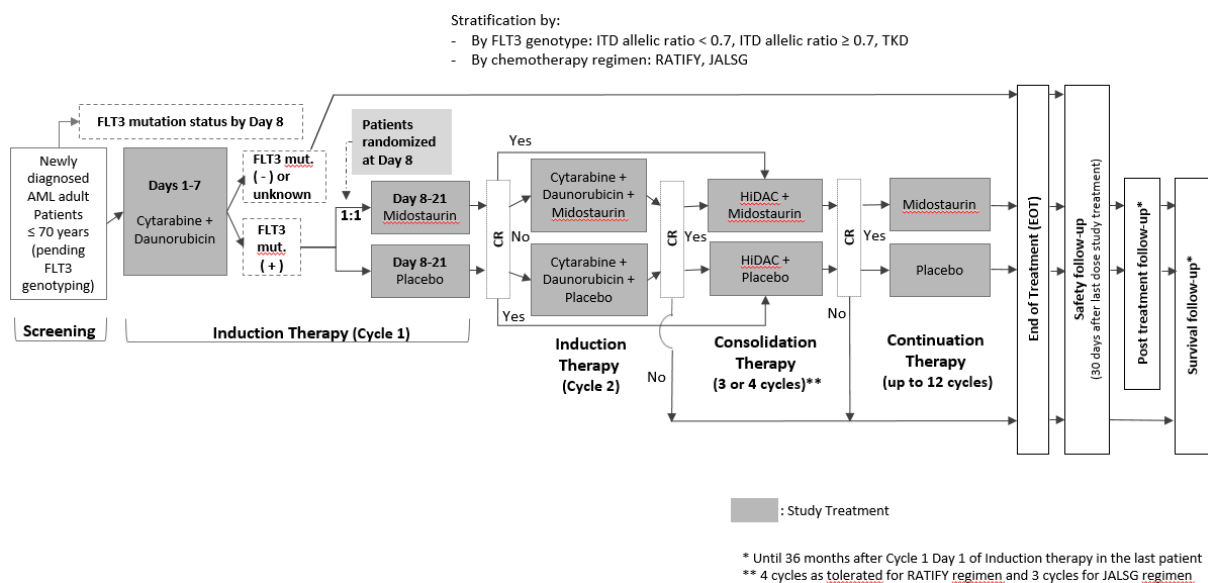 Stratification by:
- By FLT3 genotype: ITD allelic ratio < 0.7, ITD allelic ratio ≥ 0.7, TKD
- By chemotherapy regimen: RATIFY, JALSG
FLT3 mutation status by Day 8
Patients
randomized
at Day 8
Newly
diagnosed
AML adult
Patients
≤ 70 years
(pending
FLT3
genotyping)
Days 1-7
Cytarabine +
Daunorubicin
FLT3 mut.
( - ) or
unknown
FLT3
mut.
( + )
1:1
Day 8-21
Midostaurin
Day 8-21
Placebo
CR
Yes
No
Yes
Cytarabine +
Daunorubicin +
Midostaurin
Cytarabine +
Daunorubicin +
Placebo
CR
Yes
No
HiDAC +
Midostaurin
HiDAC +
Placebo
CR
Yes
No
Midostaurin
Placebo
End of Treatment (EOT)
Safety follow-up
(30 days after last dose study treatment)
Post treatment follow-up*
Survival follow-up*
Screening
Induction Therapy (Cycle 1)
Induction
Therapy
(Cycle 2)
Consolidation
Therapy
(3 or 4 cycles)**
Continuation
Therapy
(up to 12 cycles)
: Study Treatment
* Until 36 months after Cycle 1 Day 1 of Induction therapy in the last patient
** 4 cycles as tolerated for RATIFY regimen and 3 cycles for JALSG regimen